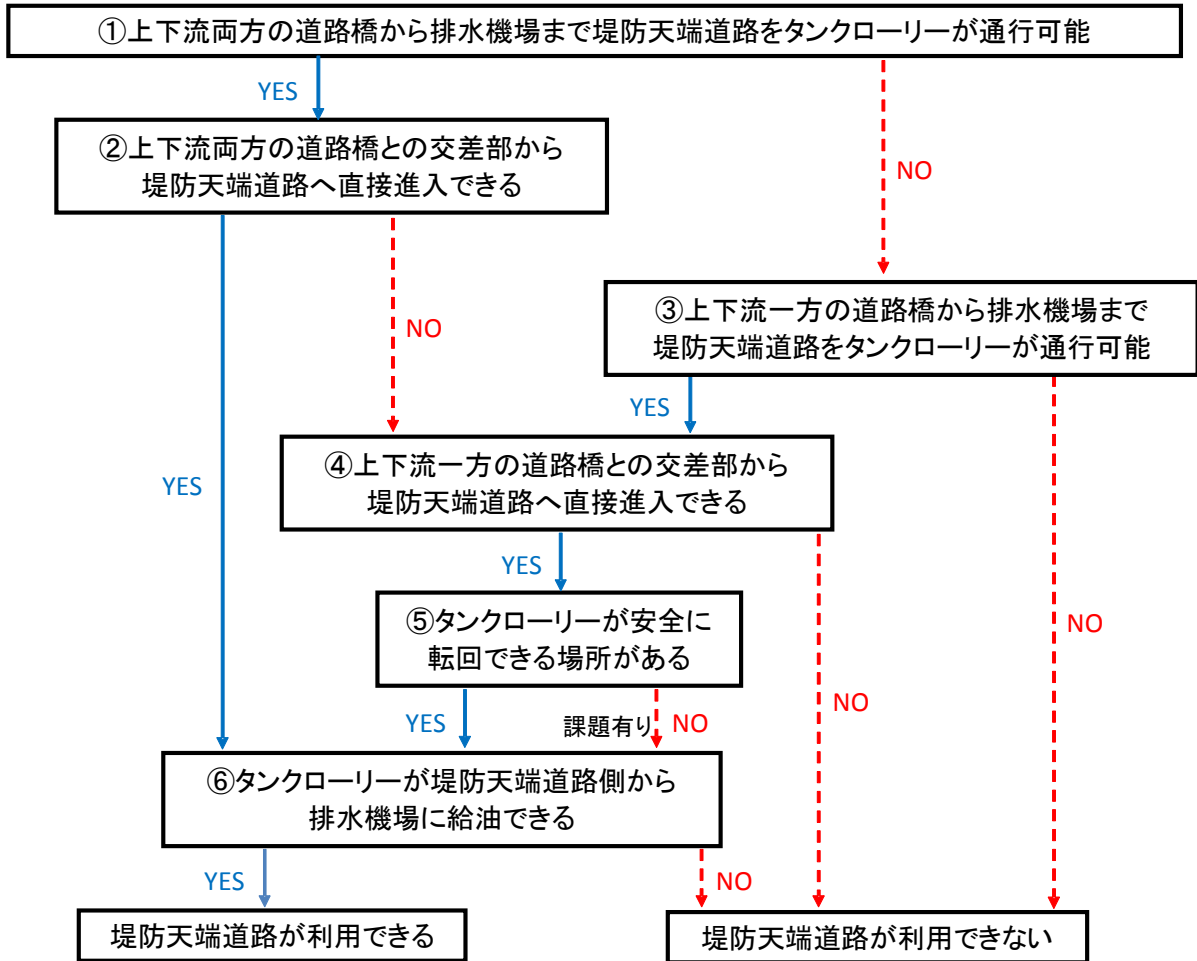 ①上下流両方の道路橋から排水機場まで堤防天端道路をタンクローリーが通行可能
YES
②上下流両方の道路橋との交差部から
堤防天端道路へ直接進入できる
NO
③上下流一方の道路橋から排水機場まで
堤防天端道路をタンクローリーが通行可能
NO
YES
④上下流一方の道路橋との交差部から
堤防天端道路へ直接進入できる
YES
YES
⑤タンクローリーが安全に
転回できる場所がある
NO
NO
YES
課題有り NO
⑥タンクローリーが堤防天端道路側から
排水機場に給油できる
YES
NO
堤防天端道路が利用できる
堤防天端道路が利用できない